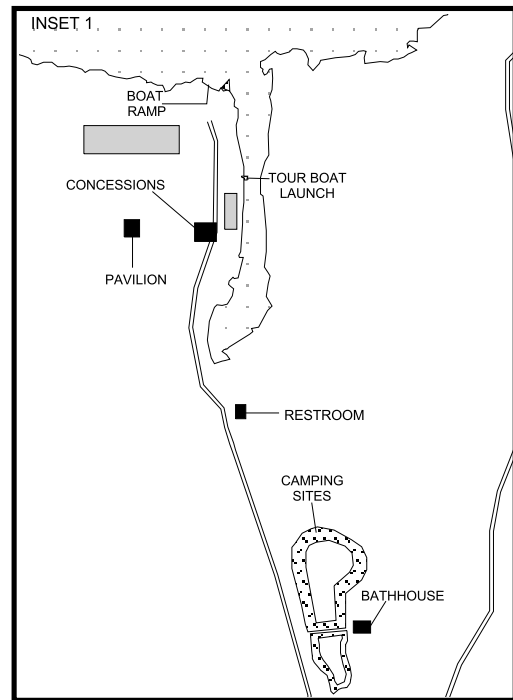 INSET 1
BOAT
RAMP
CONCESSIONS
TOUR BOAT
LAUNCH
PAVILION
RESTROOM
CAMPING
SITES
BATHHOUSE